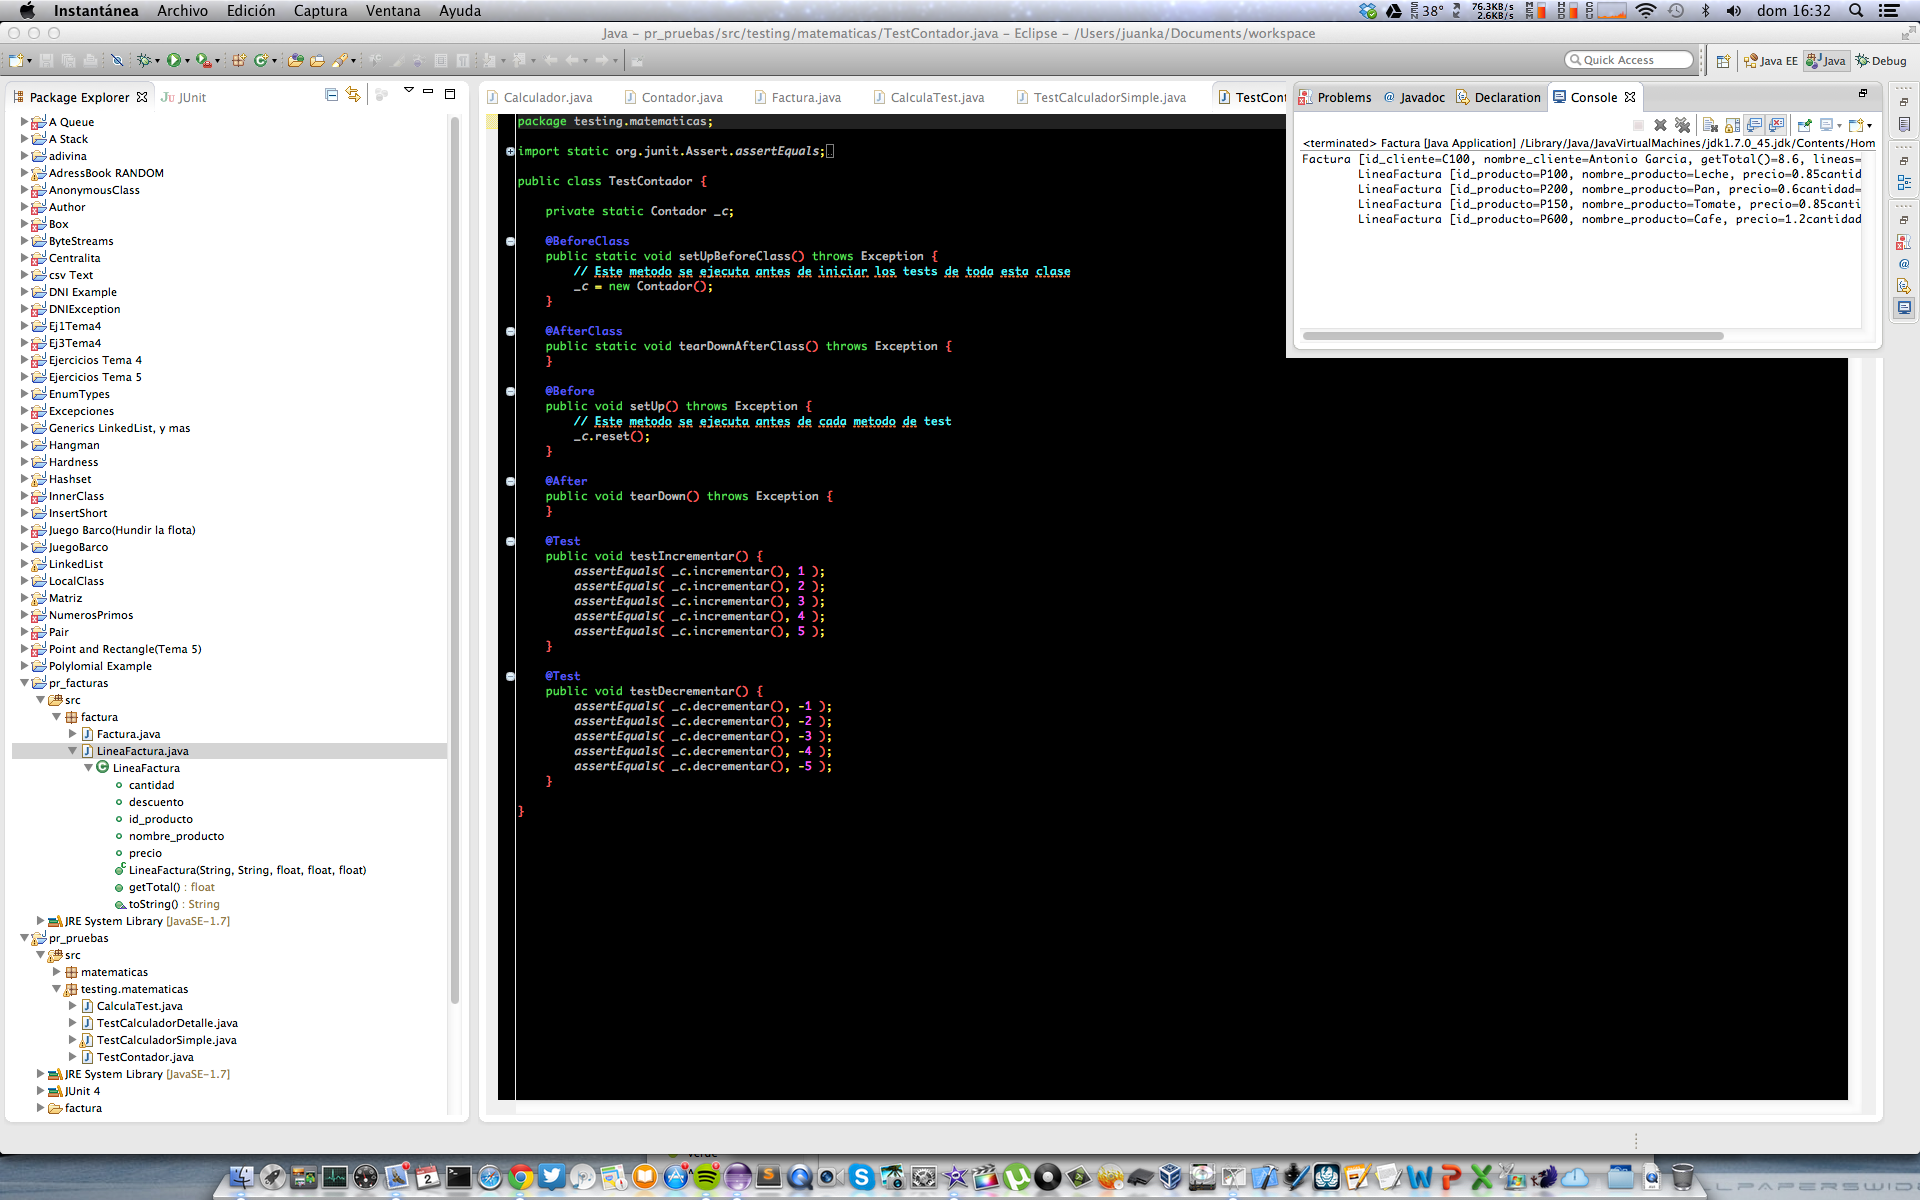 Instantánea Archivo Edición Captura Ventana Ayuda
38° 76.3KB/s 2.6KB/s dom 16:32
Java – pr_pruebas/src/testing/matematicas/TestContador.java – Eclipse – /Users/juanka/Documents/workspace
Quick Access Java EE Java Debug
Package Explorer JUnit
A Queue
A Stack
adivina
AdressBook RANDOM
AnonymousClass
Author
Box
ByteStreams
Centralita
csv Text
DNI Example
DNIException
Ej1Tema4
Ej3Tema4
Ejercicios Tema 4
Ejercicios Tema 5
EnumTypes
Excepciones
Generics LinkedList, y mas
Hangman
Hardness
Hashset
InnerClass
InsertShort
Juego Barco(Hundir la flota)
JuegoBarco
LinkedList
LocalClass
Matriz
NumerosPrimos
Pair
Point and Rectangle(Tema 5)
Polylomial Example
pr_facturas
src
factura
Factura.java
LineaFactura.java
LineaFactura
cantidad
descuento
id_producto
nombre_producto
precio
LineaFactura(String, String, float, float, float)
getTotal() : float
toString() : String
JRE System Library [JavaSE-1.7]
pr_pruebas
src
matematicas
testing.matematicas
CalculaTest.java
TestCalculadorDetalle.java
TestCalculadorSimple.java
TestContador.java
JRE System Library [JavaSE-1.7]
JUnit 4
factura
Calculador.java Contador.java Factura.java CalculaTest.java TestCalculadorSimple.java TestCont
package testing.matematicas;
import static org.junit.Assert.assertEquals;
public class TestContador {
private static Contador _c;
@BeforeClass
public static void setUpBeforeClass() throws Exception {
// Este metodo se ejecuta antes de iniciar los tests de toda esta clase
_c = new Contador();
}
@AfterClass
public static void tearDownAfterClass() throws Exception {
}
@Before
public void setUp() throws Exception {
// Este metodo se ejecuta antes de cada metodo de test
_c.reset();
}
@After
public void tearDown() throws Exception {
}
@Test
public void testIncrementar() {
assertEquals( _c.incrementar(), 1 );
assertEquals( _c.incrementar(), 2 );
assertEquals( _c.incrementar(), 3 );
assertEquals( _c.incrementar(), 4 );
assertEquals( _c.incrementar(), 5 );
}
@Test
public void testDecrementar() {
assertEquals( _c.decrementar(), -1 );
assertEquals( _c.decrementar(), -2 );
assertEquals( _c.decrementar(), -3 );
assertEquals( _c.decrementar(), -4 );
assertEquals( _c.decrementar(), -5 );
}
}
Problems Javadoc Declaration Console
<terminated> Factura [Java Application] /Library/Java/JavaVirtualMachines/jdk1.7.0_45.jdk/Contents/Hom
Factura [id_cliente=C100, nombre_cliente=Antonio Garcia, getTotal()=8.6, lineas=
LineaFactura [id_producto=P100, nombre_producto=Leche, precio=0.85cantid
LineaFactura [id_producto=P200, nombre_producto=Pan, precio=0.6cantidad=
LineaFactura [id_producto=P150, nombre_producto=Tomate, precio=0.85canti
LineaFactura [id_producto=P600, nombre_producto=Cafe, precio=1.2cantidad